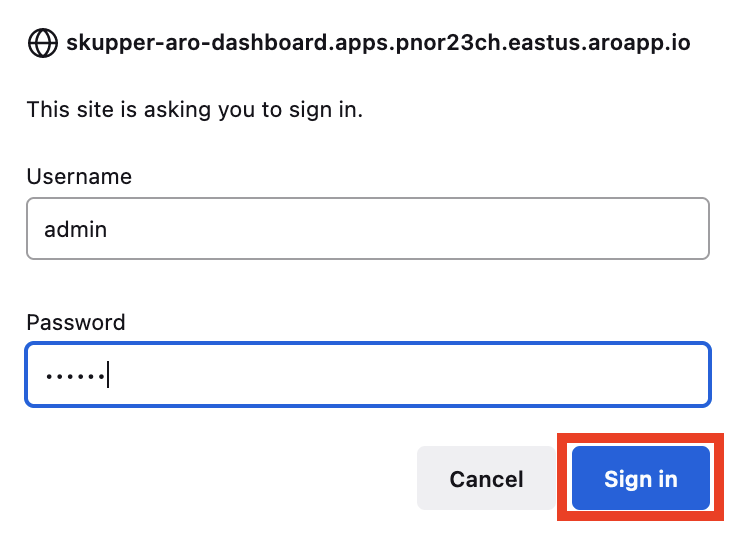 skupper-aro-dashboard.apps.pnor23ch.eastus.aroapp.io
This site is asking you to sign in.
Username
admin
Password
••••••
Cancel
Sign in